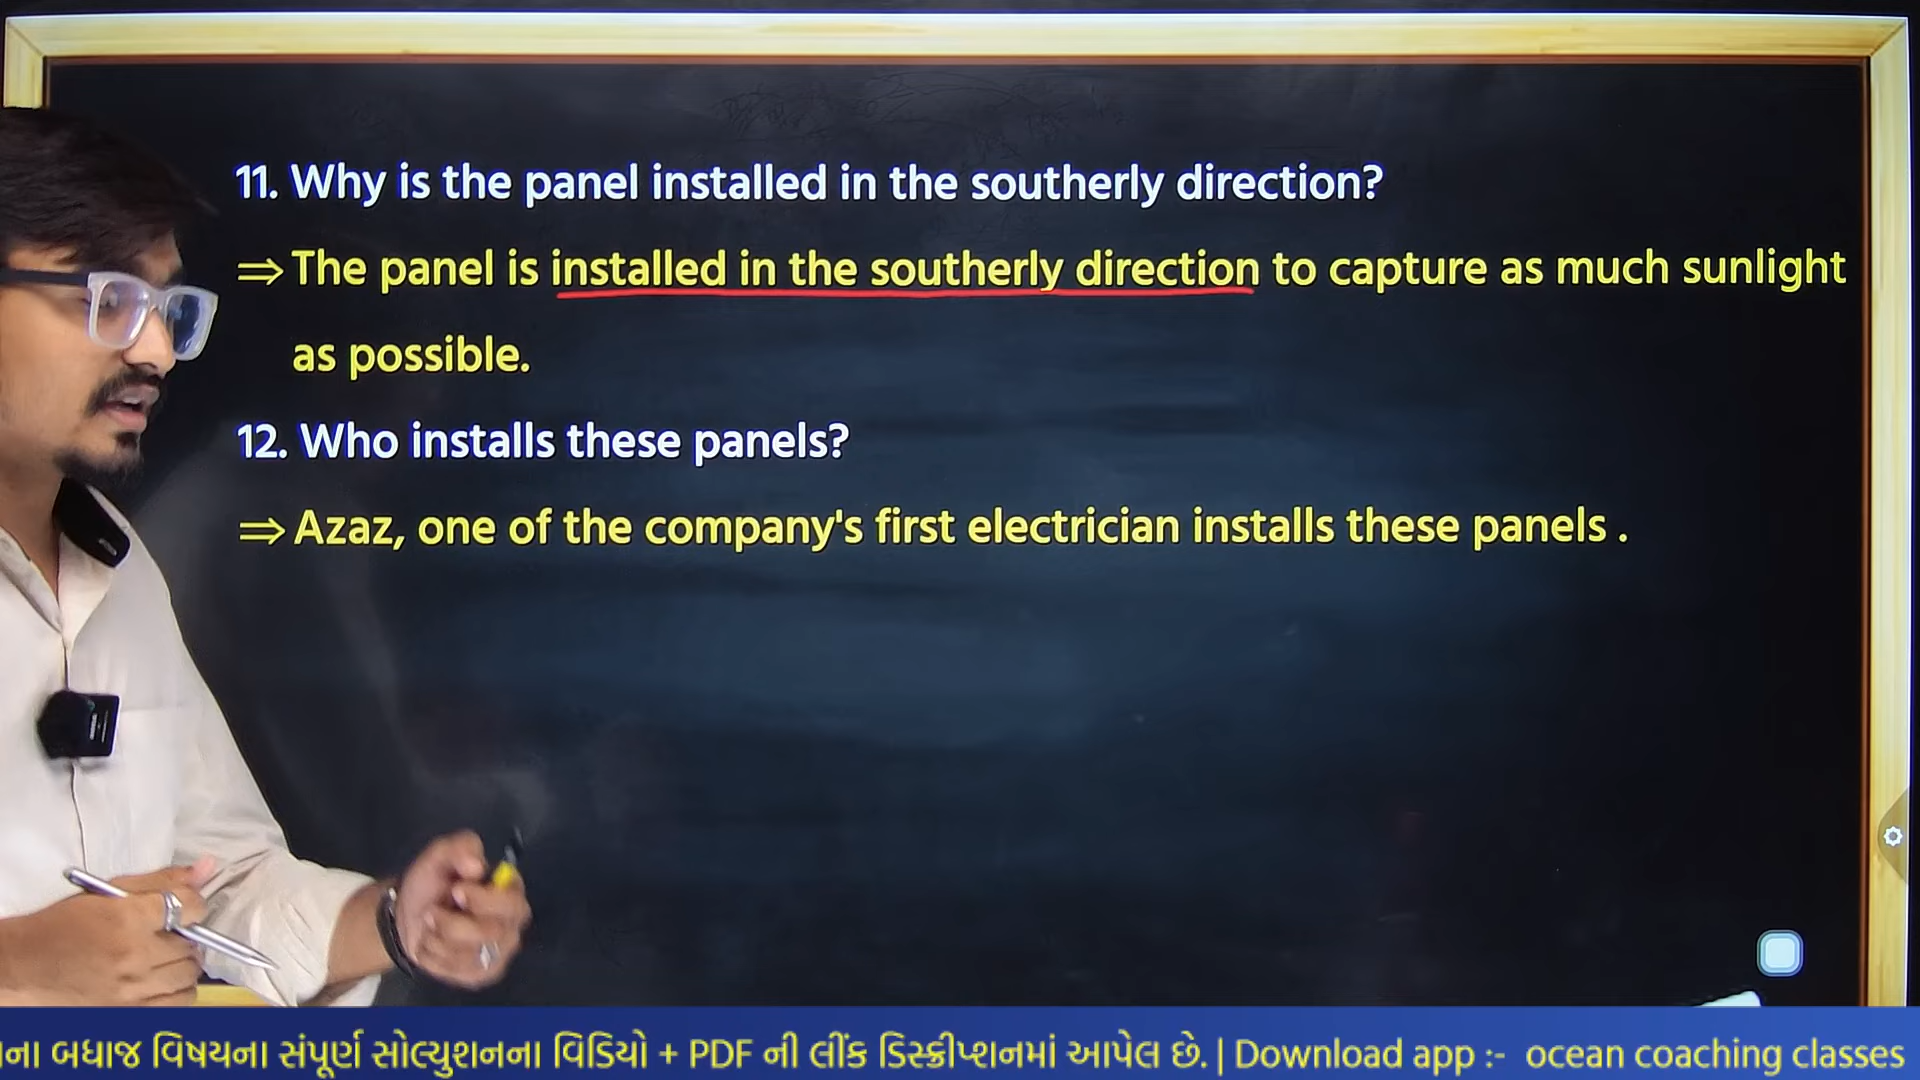 11. Why is the panel installed in the southerly direction?
⇒ The panel is installed in the southerly direction to capture as much sunlight
as possible.
12. Who installs these panels?
⇒ Azaz, one of the company's first electrician installs these panels .
ના બધાજ વિષયના સંપૂર્ણ સોલ્યુશનના વિડિયો + PDF ની લીંક ડિસ્ક્રીપ્શનમાં આપેલ છે. | Download app :- ocean coaching classes